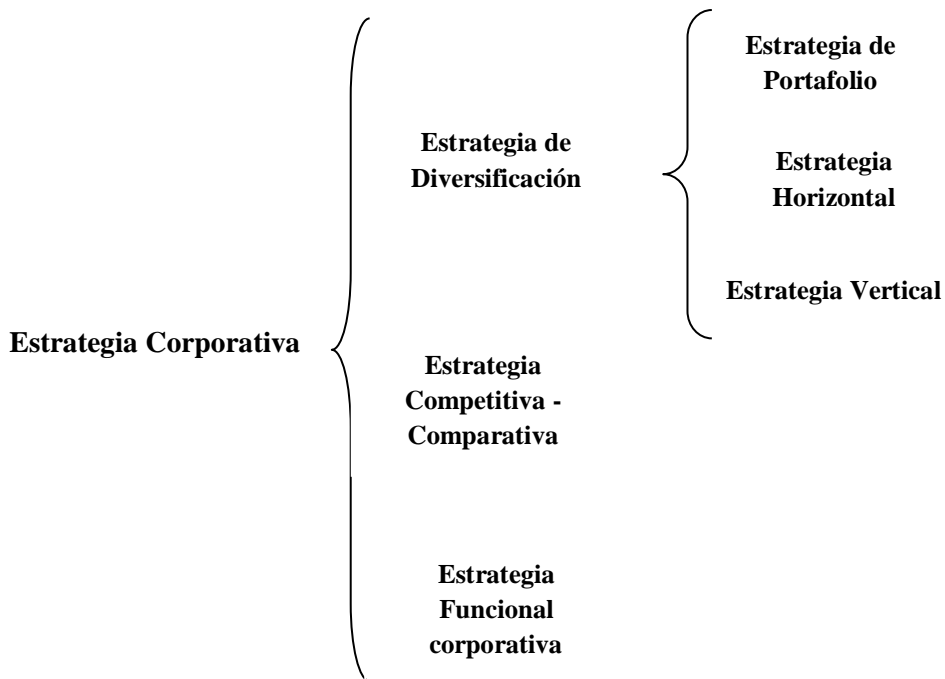 Estrategia Corporativa
Estrategia de
Diversificación
Estrategia de
Portafolio
Estrategia
Horizontal
Estrategia Vertical
Estrategia
Competitiva -
Comparativa
Estrategia
Funcional
corporativa